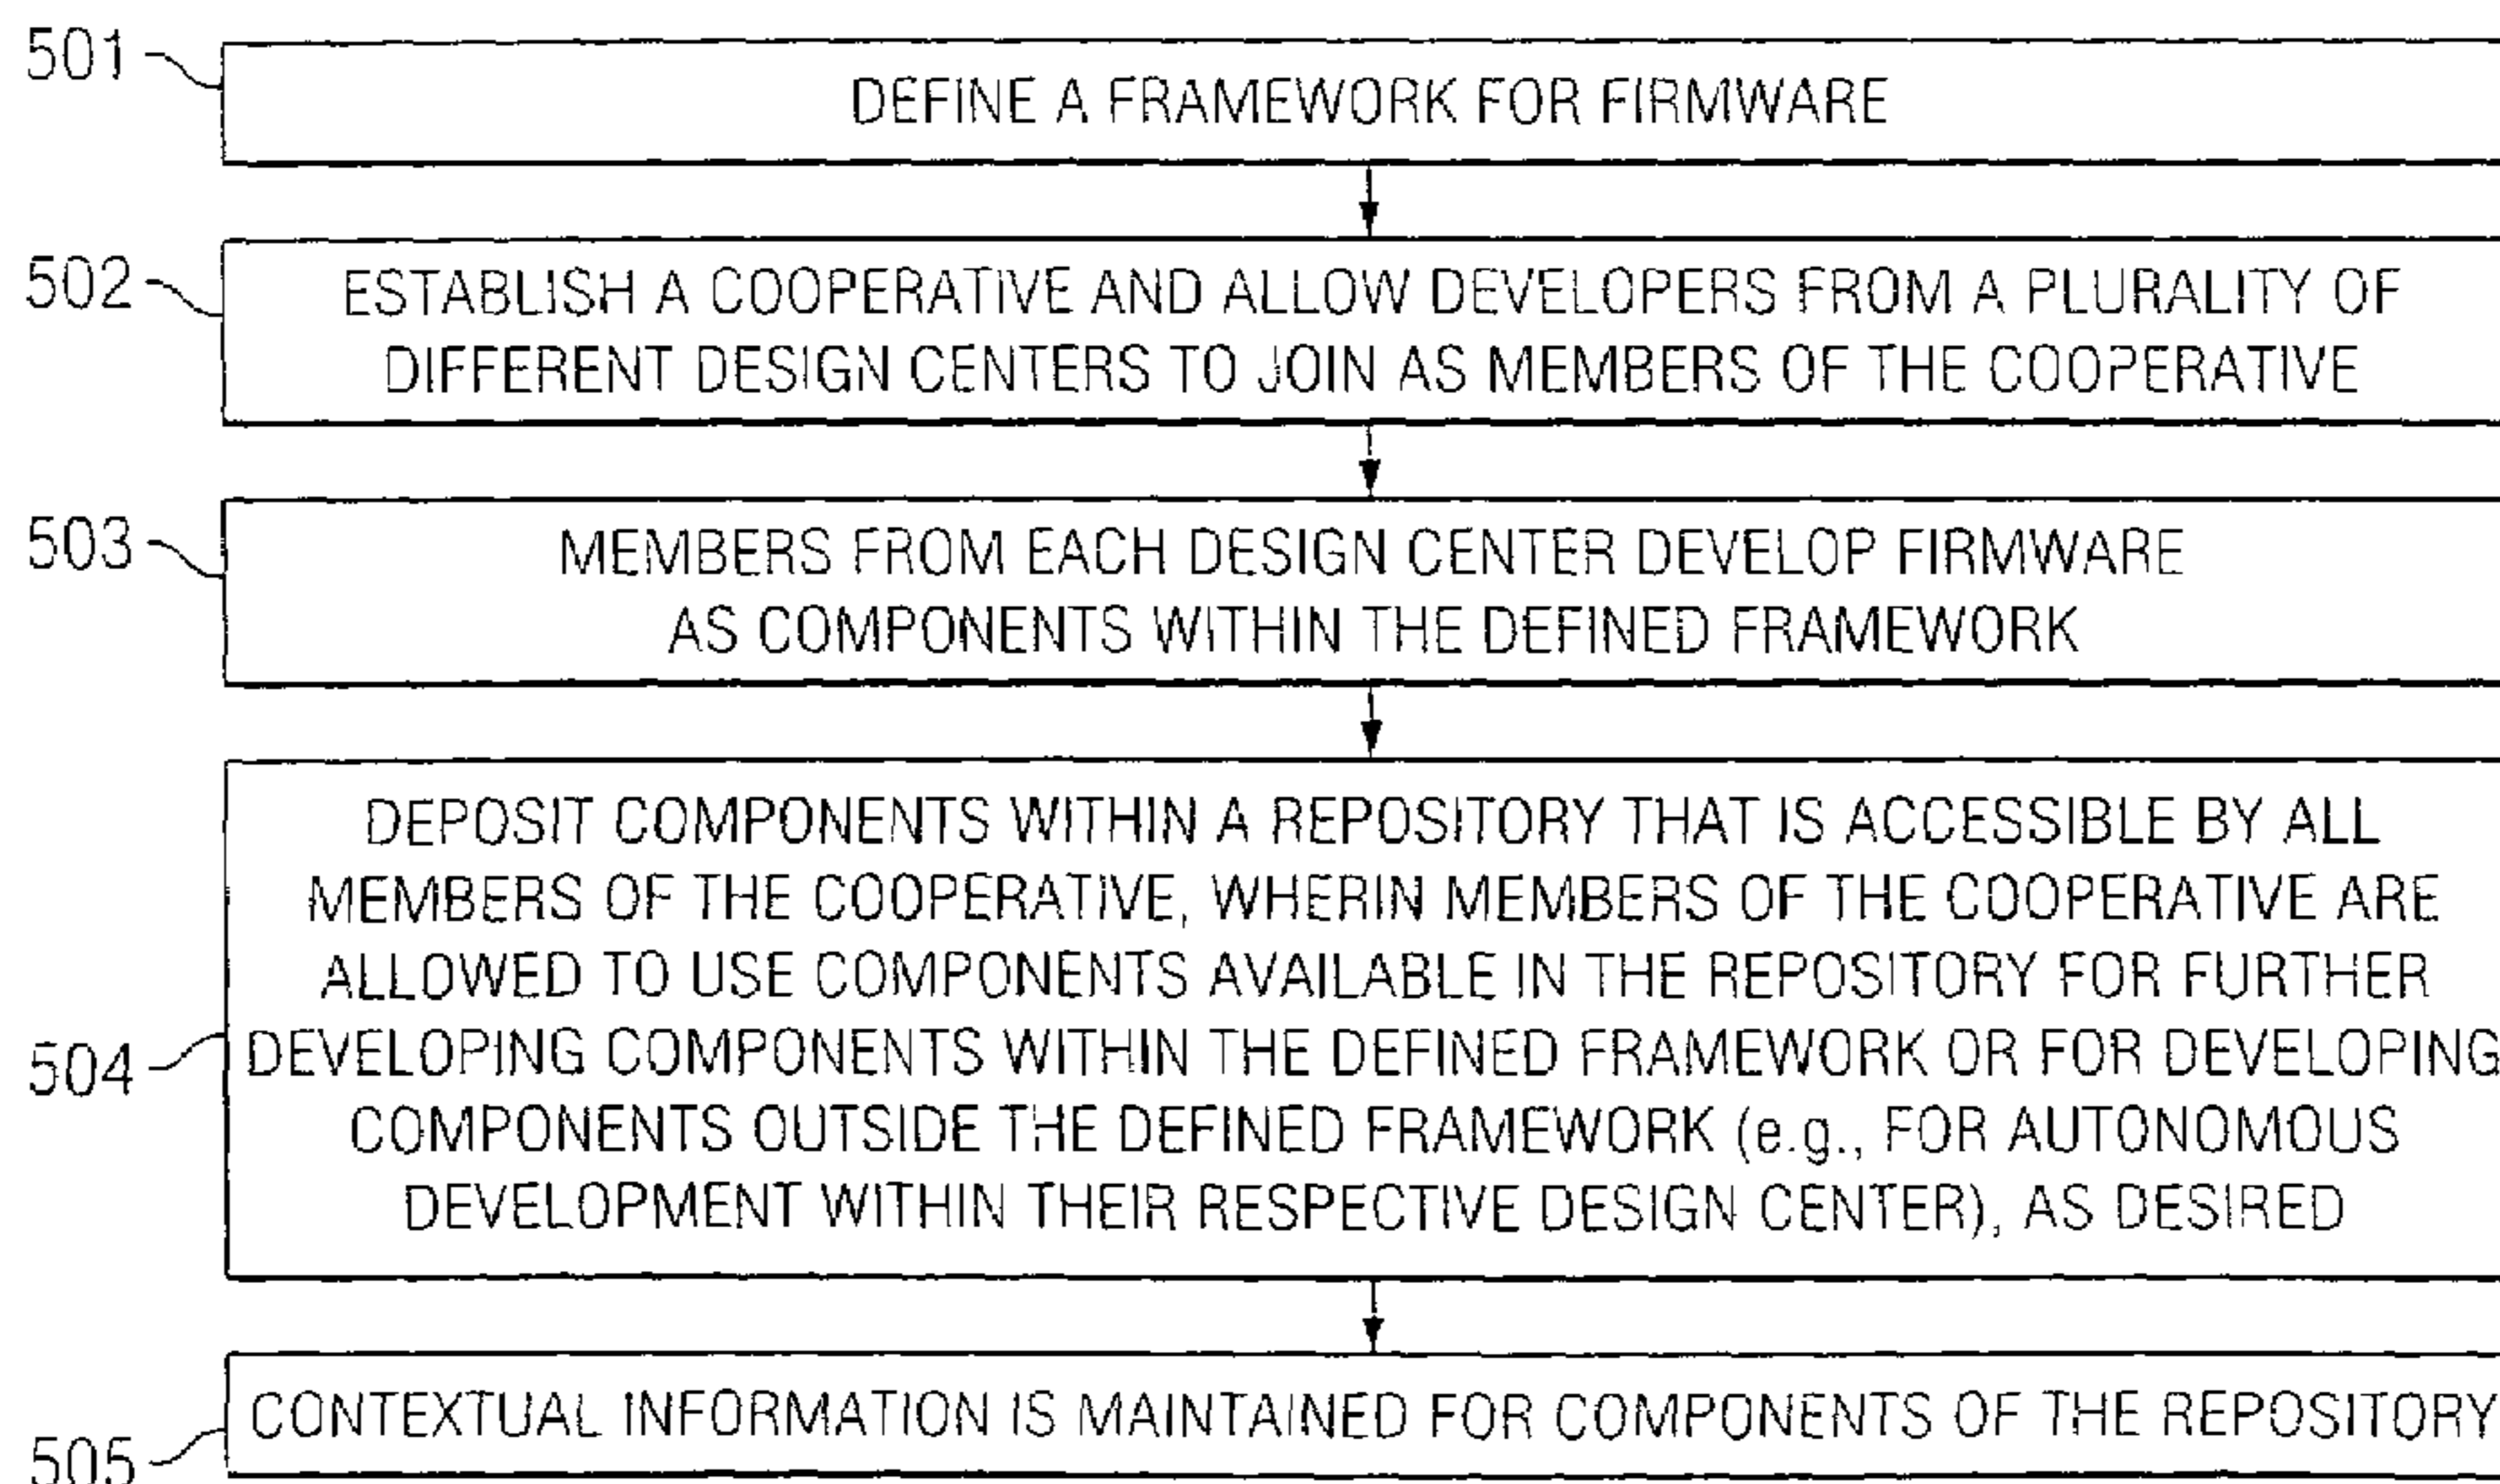 501
DEFINE A FRAMEWORK FOR FIRMWARE
502
ESTABLISH A COOPERATIVE AND ALLOW DEVELOPERS FROM A PLURALITY OF
DIFFERENT DESIGN CENTERS TO JOIN AS MEMBERS OF THE COOPERATIVE
503
MEMBERS FROM EACH DESIGN CENTER DEVELOP FIRMWARE
AS COMPONENTS WITHIN THE DEFINED FRAMEWORK
504
DEPOSIT COMPONENTS WITHIN A REPOSITORY THAT IS ACCESSIBLE BY ALL
MEMBERS OF THE COOPERATIVE, WHERIN MEMBERS OF THE COOPERATIVE ARE
ALLOWED TO USE COMPONENTS AVAILABLE IN THE REPOSITORY FOR FURTHER
DEVELOPING COMPONENTS WITHIN THE DEFINED FRAMEWORK OR FOR DEVELOPING
COMPONENTS OUTSIDE THE DEFINED FRAMEWORK (e.g., FOR AUTONOMOUS
DEVELOPMENT WITHIN THEIR RESPECTIVE DESIGN CENTER), AS DESIRED
505
CONTEXTUAL INFORMATION IS MAINTAINED FOR COMPONENTS OF THE REPOSITORY